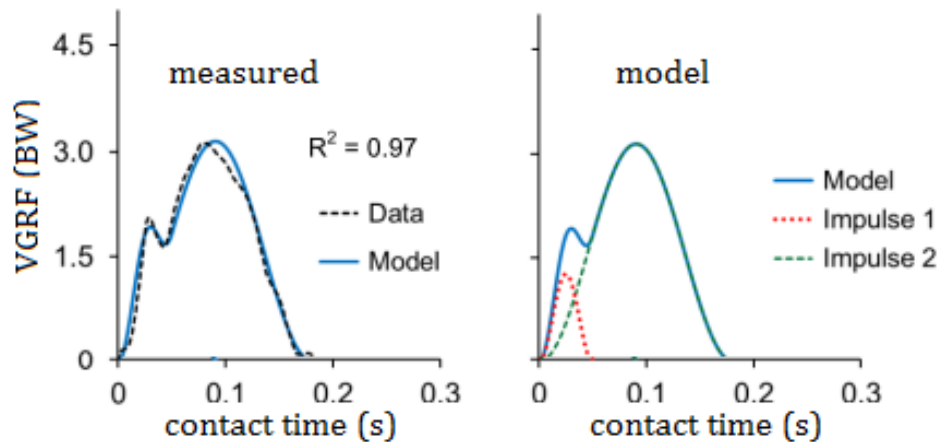 VGRF (BW)
4.5
3.0
1.5
0
measured
R² = 0.97
Data
Model
0
0.1
0.2
0.3
contact time (s)
model
Model
Impulse 1
Impulse 2
0
0.1
0.2
0.3
contact time (s)